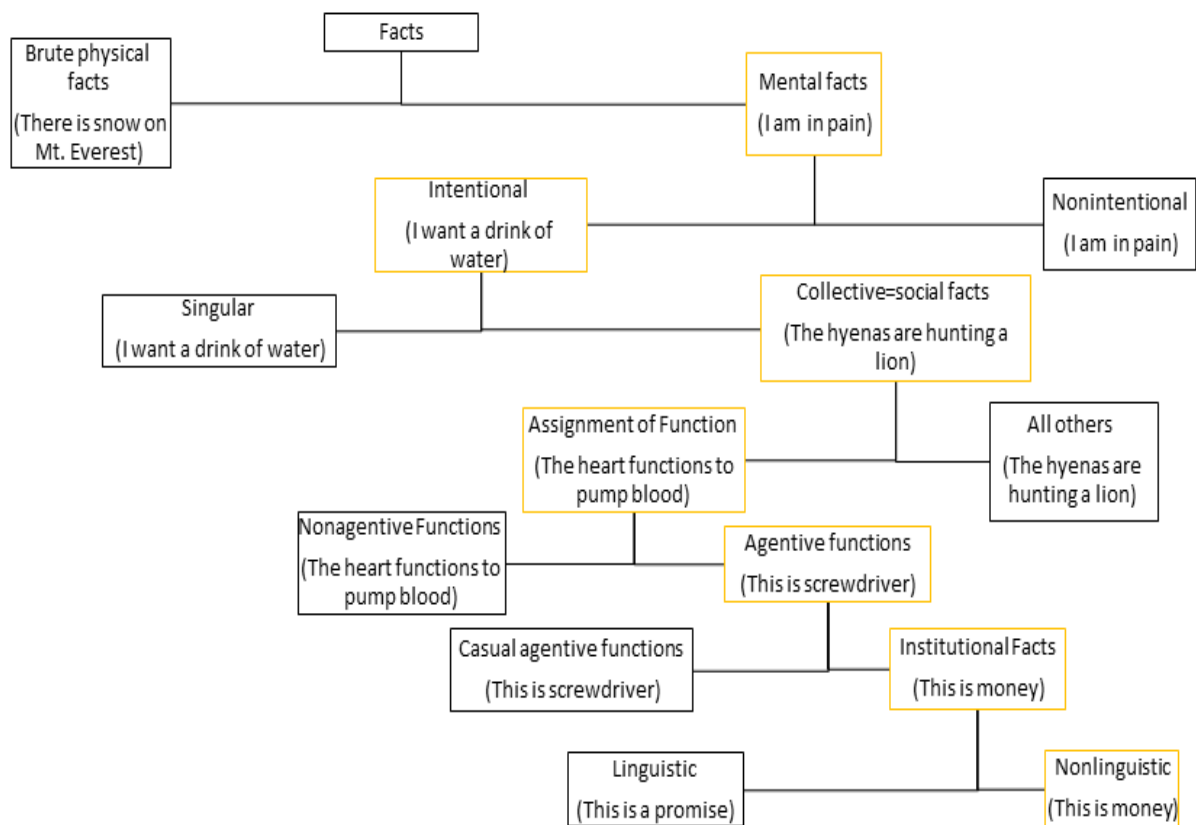 Facts
Brute physical
facts
(There is snow on
Mt. Everest)
Mental facts
(I am in pain)
Intentional
(I want a drink of
water)
Nonintentional
(I am in pain)
Singular
(I want a drink of water)
Collective=social facts
(The hyenas are hunting a
lion)
Assignment of Function
(The heart functions to
pump blood)
All others
(The hyenas are
hunting a lion)
Nonagentive Functions
(The heart functions to
pump blood)
Agentive functions
(This is screwdriver)
Casual agentive functions
(This is screwdriver)
Institutional Facts
(This is money)
Linguistic
(This is a promise)
Nonlinguistic
(This is money)